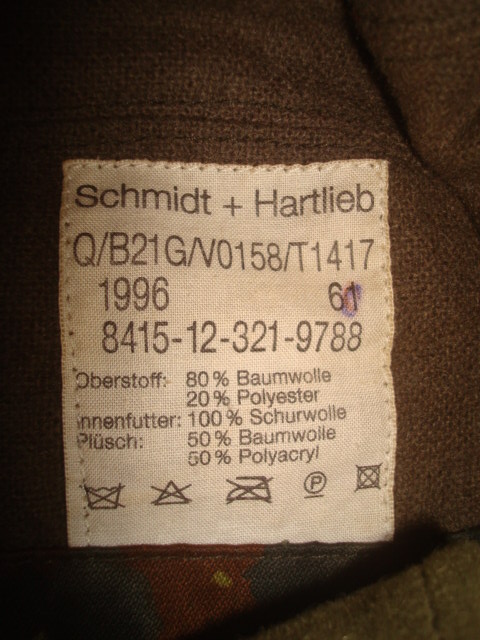 Schmidt + Hartlieb
Q/B21G/V0158/T1417
1996 61
8415-12-321-9788
Oberstoff: 80 % Baumwolle
20 % Polyester
Innenfutter: 100 % Schurwolle
Plüsch: 50 % Baumwolle
50 % Polyacryl
P